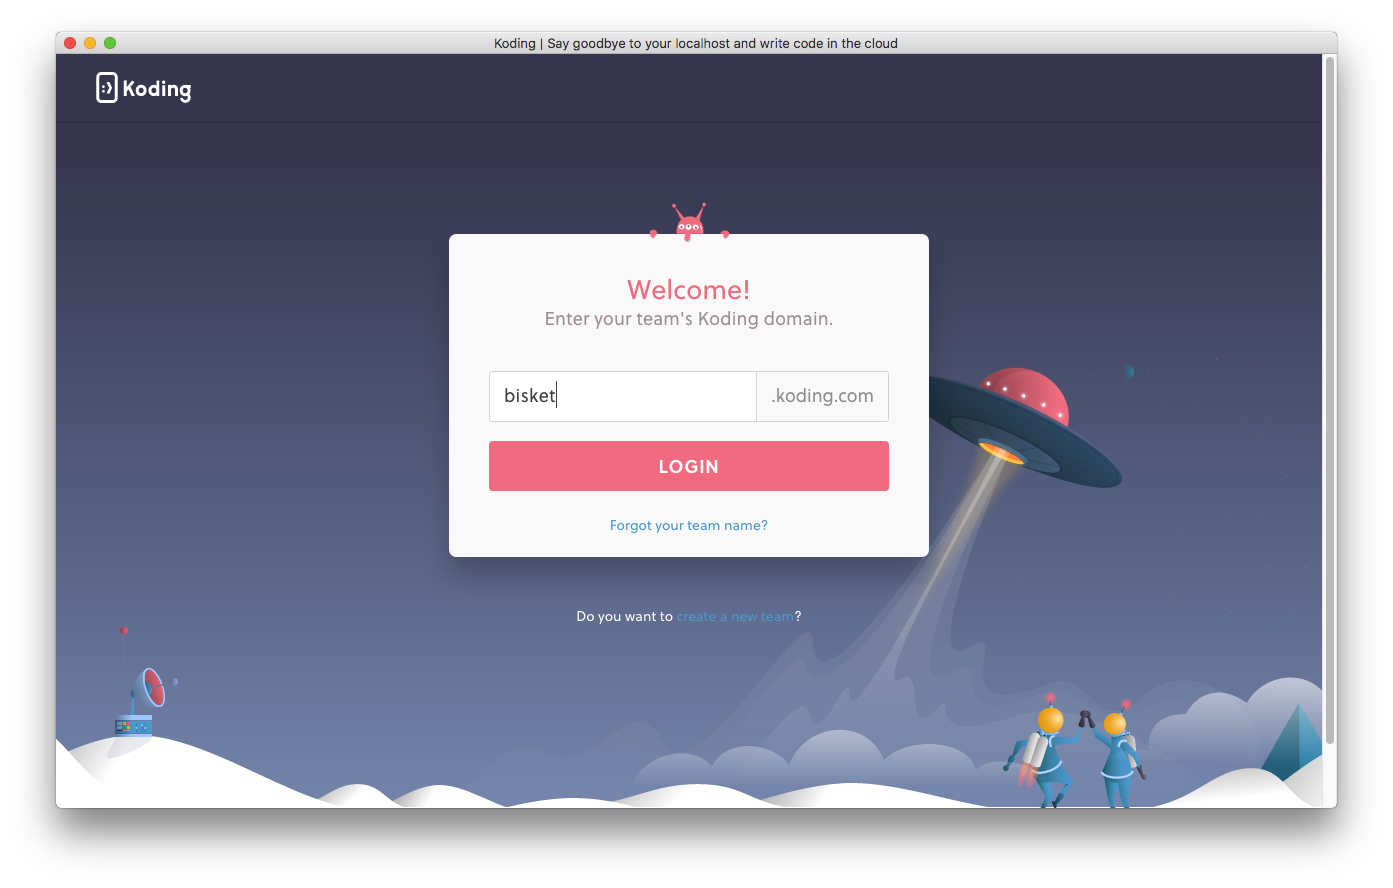 Koding | Say goodbye to your localhost and write code in the cloud
:) Koding
Welcome!
Enter your team's Koding domain.
bisket .koding.com
LOGIN
Forgot your team name?
Do you want to create a new team?